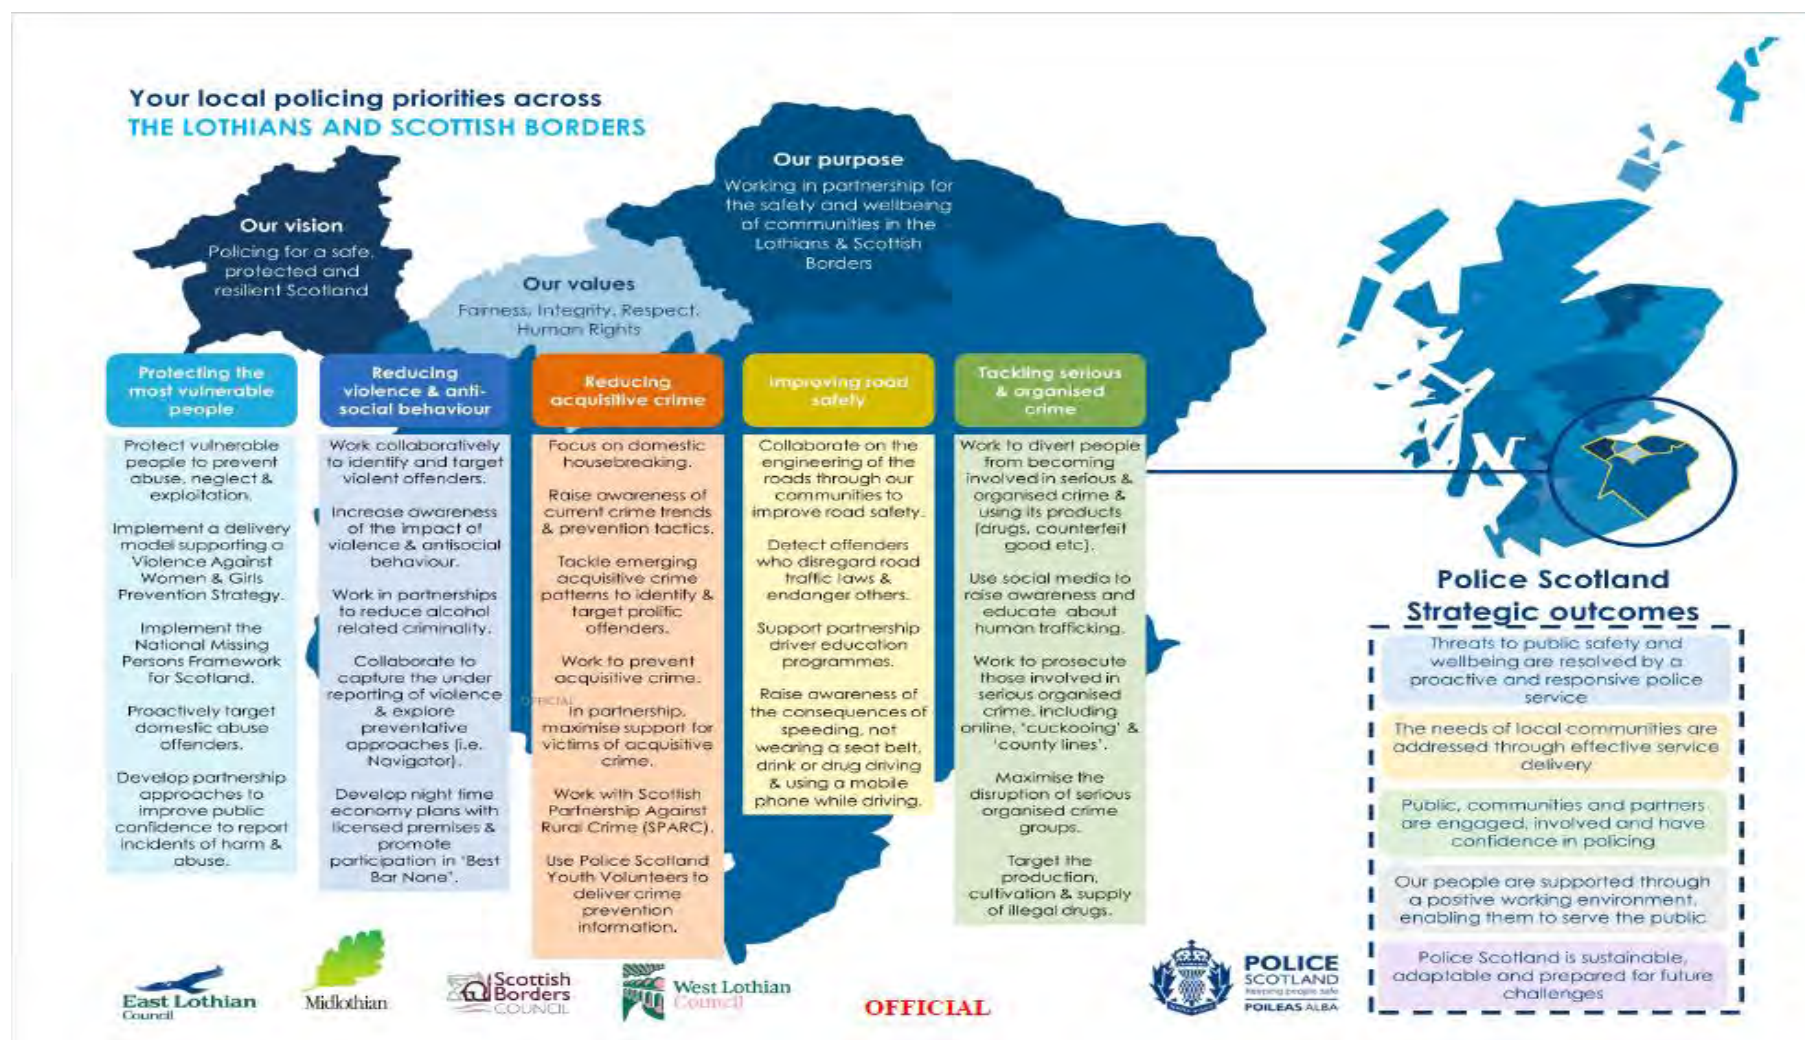 Your local policing priorities across
THE LOTHIANS AND SCOTTISH BORDERS
Our vision
Policing for a safe,
protected and
resilient Scotland
Our values
Fairness, Integrity, Respect,
Human Rights
Our purpose
Working in partnership for
the safety and wellbeing
of communities in the
Lothians & Scottish
Borders
Protecting the
most vulnerable
people
Protect vulnerable
people to prevent
abuse, neglect &
exploitation.
Implement a delivery
model supporting a
Violence Against
Women & Girls
Prevention Strategy.
Implement the
National Missing
Persons Framework
for Scotland.
Proactively target
domestic abuse
offenders.
Develop partnership
approaches to
improve public
confidence to report
incidents of harm &
abuse.
Reducing
violence & anti-
social behaviour
Work collaboratively
to identify and target
violent offenders.
Increase awareness
of the impact of
violence & antisocial
behaviour.
Work in partnerships
to reduce alcohol
related criminality.
Collaborate to
capture the under
reporting of violence
& explore
preventative
approaches (i.e.
Navigator).
Develop night time
economy plans with
licensed premises &
promote
participation in 'Best
Bar None'.
Reducing
acquisitive crime
Focus on domestic
housebreaking.
Raise awareness of
current crime trends
& prevention tactics.
Tackle emerging
acquisitive crime
patterns to identify &
target prolific
offenders.
Work to prevent
acquisitive crime.
OFFICIAL
In partnership,
maximise support for
victims of acquisitive
crime.
Work with Scottish
Partnership Against
Rural Crime (SPARC).
Use Police Scotland
Youth Volunteers to
deliver crime
prevention
information.
Improving road
safety
Collaborate on the
engineering of the
roads through our
communities to
improve road safety.
Detect offenders
who disregard road
traffic laws &
endanger others.
Support partnership
driver education
programmes.
Raise awareness of
the consequences of
speeding, not
wearing a seat belt,
drink or drug driving
& using a mobile
phone while driving.
Tackling serious
& organised
crime
Work to divert people
from becoming
involved in serious &
organised crime &
using its products
(drugs, counterfeit
good etc).
Use social media to
raise awareness and
educate about
human trafficking.
Work to prosecute
those involved in
serious organised
crime, including
online, 'cuckooing' &
'county lines'.
Maximise the
disruption of serious
organised crime
groups.
Target the
production,
cultivation & supply
of illegal drugs.
Police Scotland
Strategic outcomes
Threats to public safety and
wellbeing are resolved by a
proactive and responsive police
service
The needs of local communities are
addressed through effective service
delivery
Public, communities and partners
are engaged, involved and have
confidence in policing
Our people are supported through
a positive working environment,
enabling them to serve the public
Police Scotland is sustainable,
adaptable and prepared for future
challenges
East Lothian
Council
Midlothian
Scottish
Borders
COUNCIL
West Lothian
Council
OFFICIAL
POLICE
SCOTLAND
Keeping people safe
POILEAS ALBA